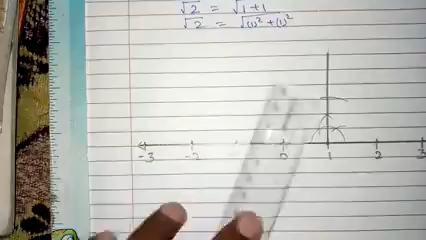 √2 = √1+1
√2 = √(1)²+(1)²
-3 -2 0 1 2 3